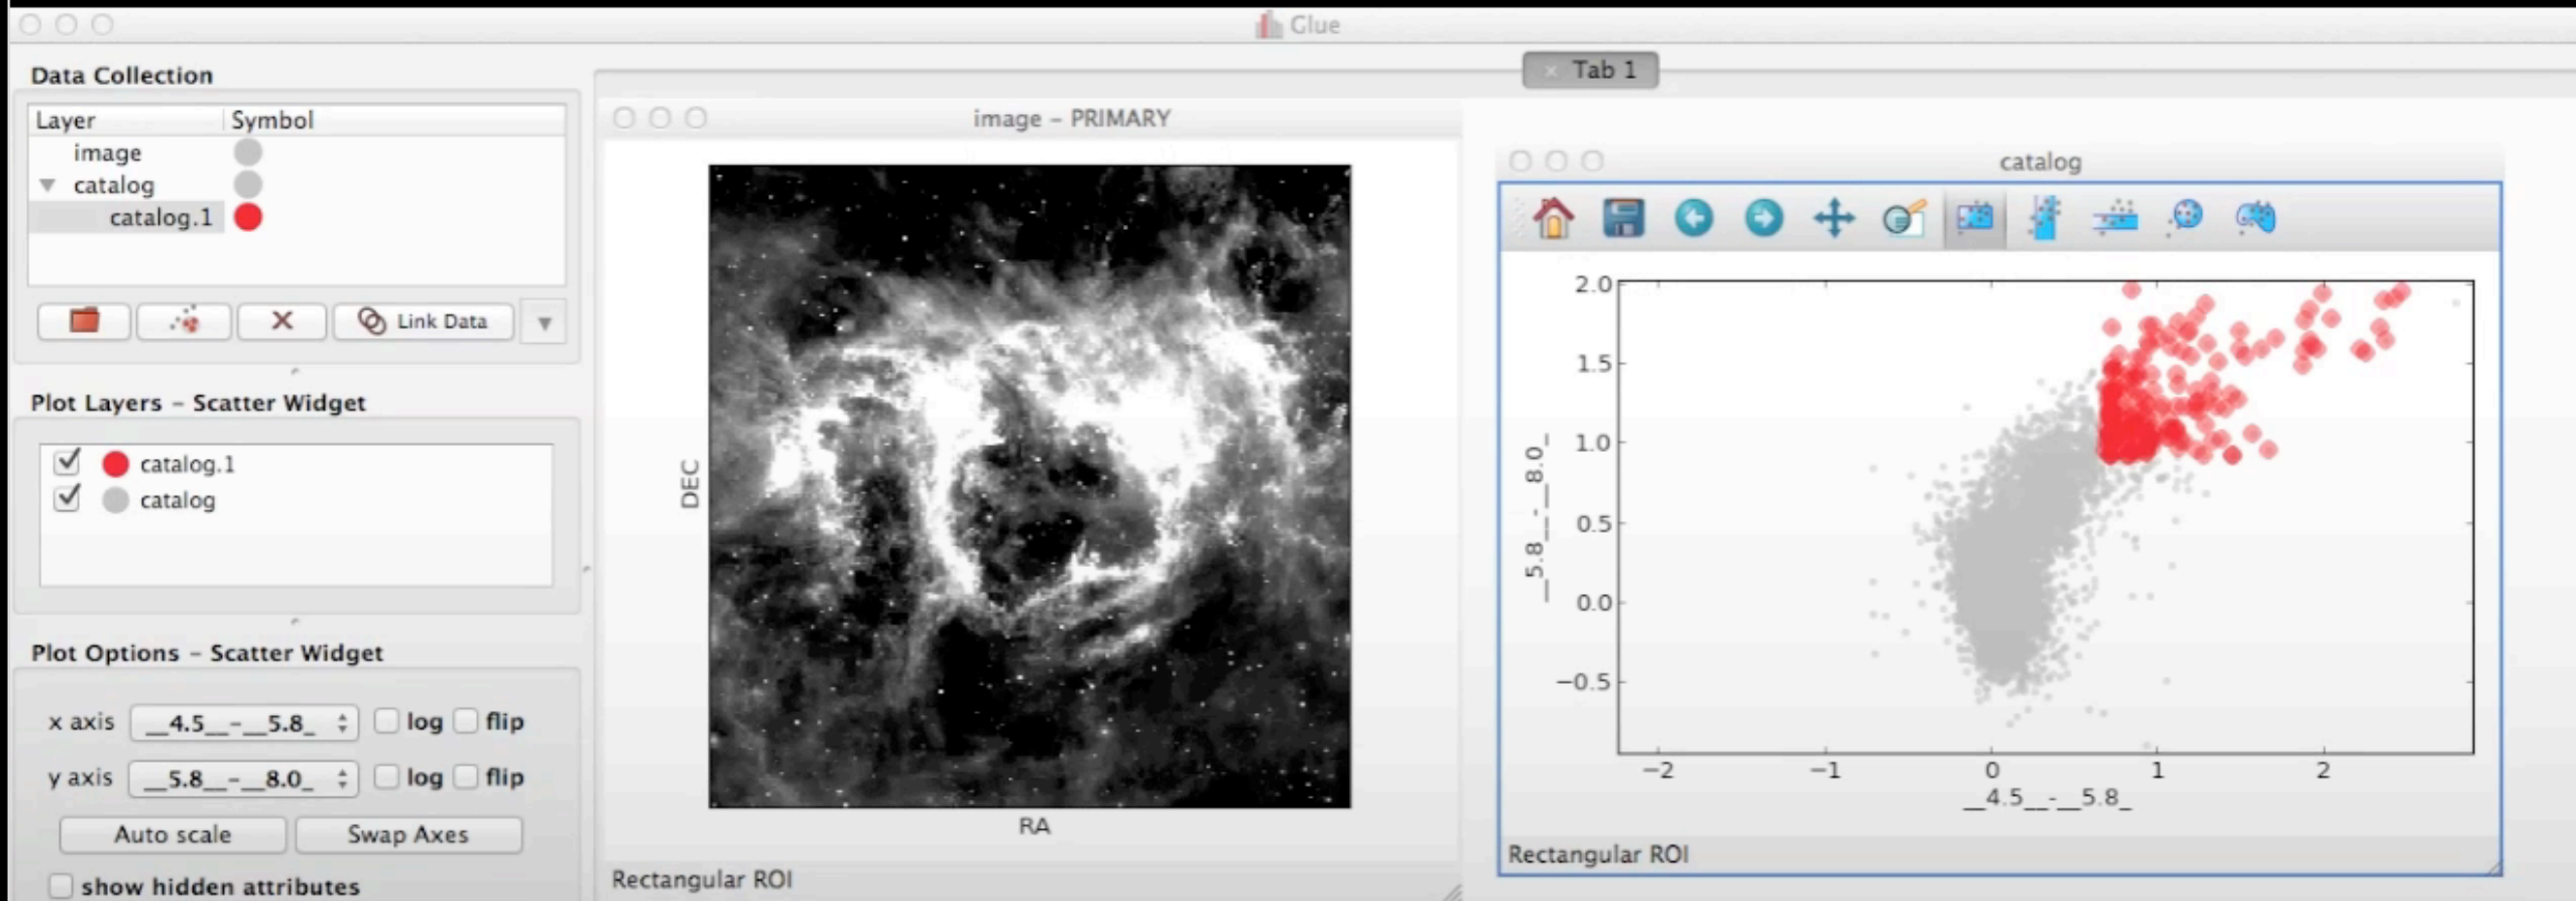 Glue
Data Collection
Layer Symbol
image
catalog
catalog.1
Link Data
Plot Layers – Scatter Widget
catalog.1
catalog
Plot Options – Scatter Widget
x axis __4.5__-__5.8_ log flip
y axis __5.8__-__8.0_ log flip
Auto scale Swap Axes
show hidden attributes
Tab 1
image – PRIMARY
DEC
RA
Rectangular ROI
catalog
2.0
1.5
1.0
0.5
0.0
−0.5
__5.8__-__8.0_
−2 −1 0 1 2
__4.5__-__5.8_
Rectangular ROI